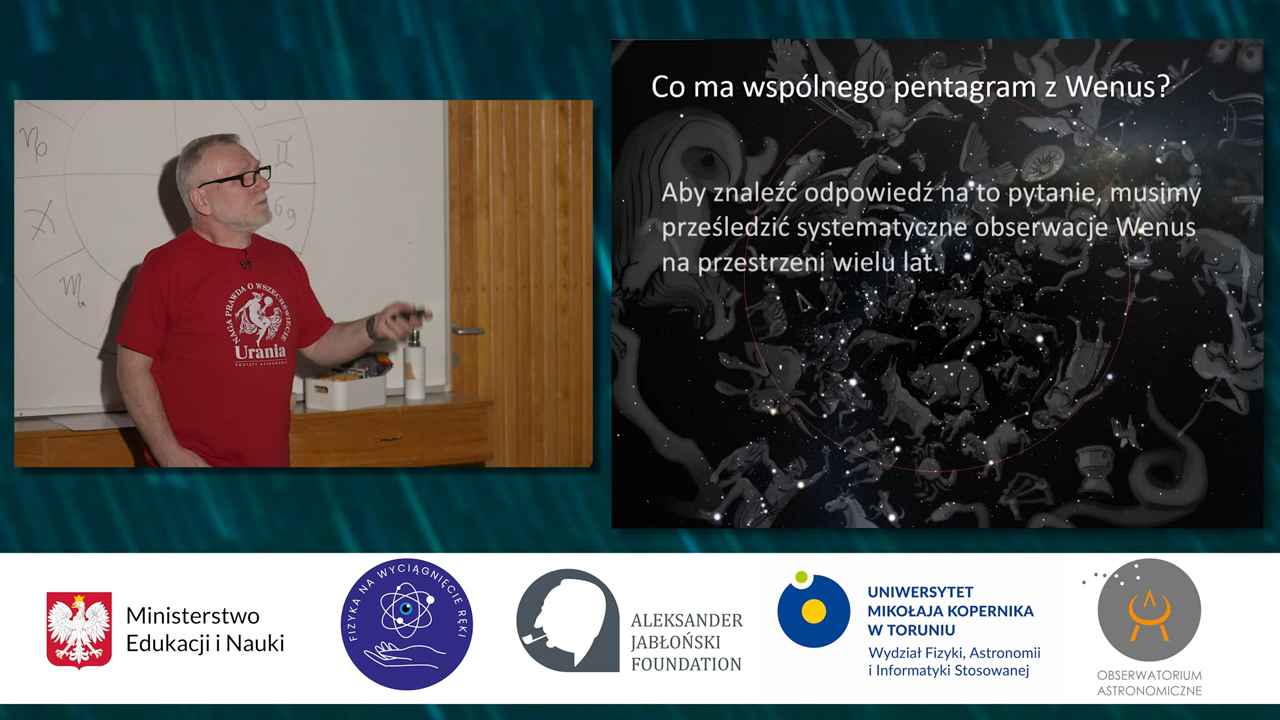 Co ma wspólnego pentagram z Wenus?
Aby znaleźć odpowiedź na to pytanie, musimy
prześledzić systematyczne obserwacje Wenus
na przestrzeni wielu lat.
NAGA PRAWDA O WSZECHŚWIECIE
Urania
POSTĘPY ASTRONOMII
Ministerstwo
Edukacji i Nauki
FIZYKA NA WYCIĄGNIĘCIE RĘKI
ALEKSANDER
JABŁOŃSKI
FOUNDATION
UNIWERSYTET
MIKOŁAJA KOPERNIKA
W TORUNIU
Wydział Fizyki, Astronomii
i Informatyki Stosowanej
OBSERWATORIUM
ASTRONOMICZNE